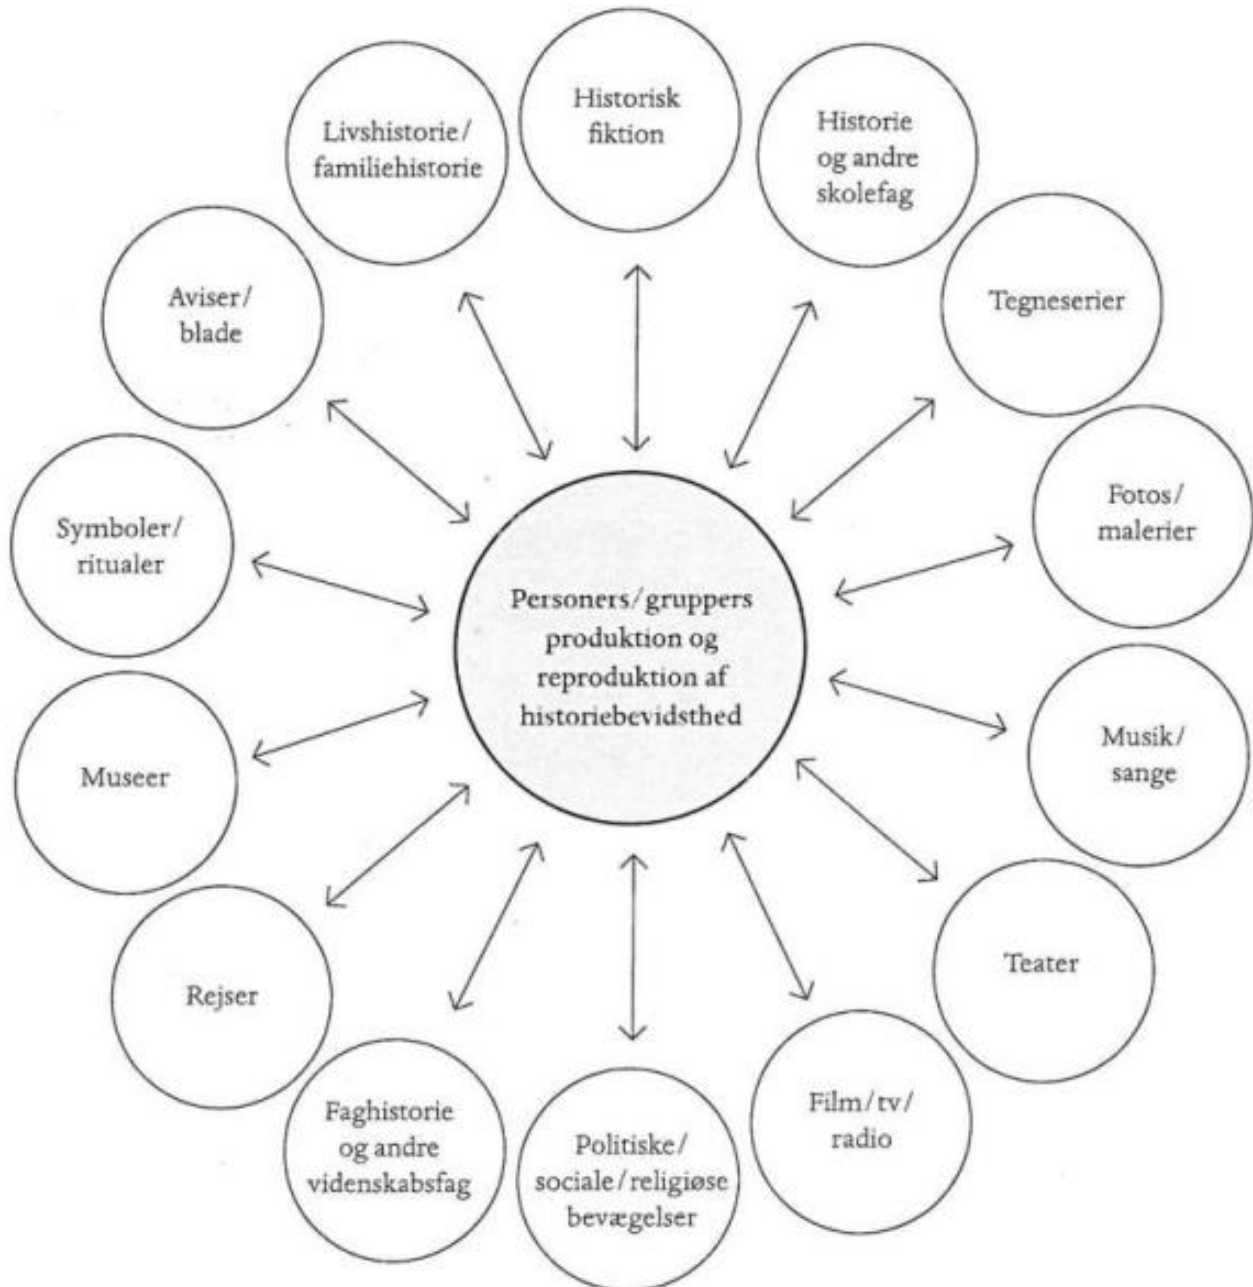 Historisk
fiktion
Historie
og andre
skolefag
Tegneserier
Fotos/
malerier
Musik/
sange
Teater
Film/tv/
radio
Politiske/
sociale/religiøse
bevægelser
Faghistorie
og andre
videnskabsfag
Rejser
Museer
Symboler/
ritualer
Aviser/
blade
Livshistorie/
familiehistorie
Personers/gruppers
produktion og
reproduktion af
historiebevidsthed